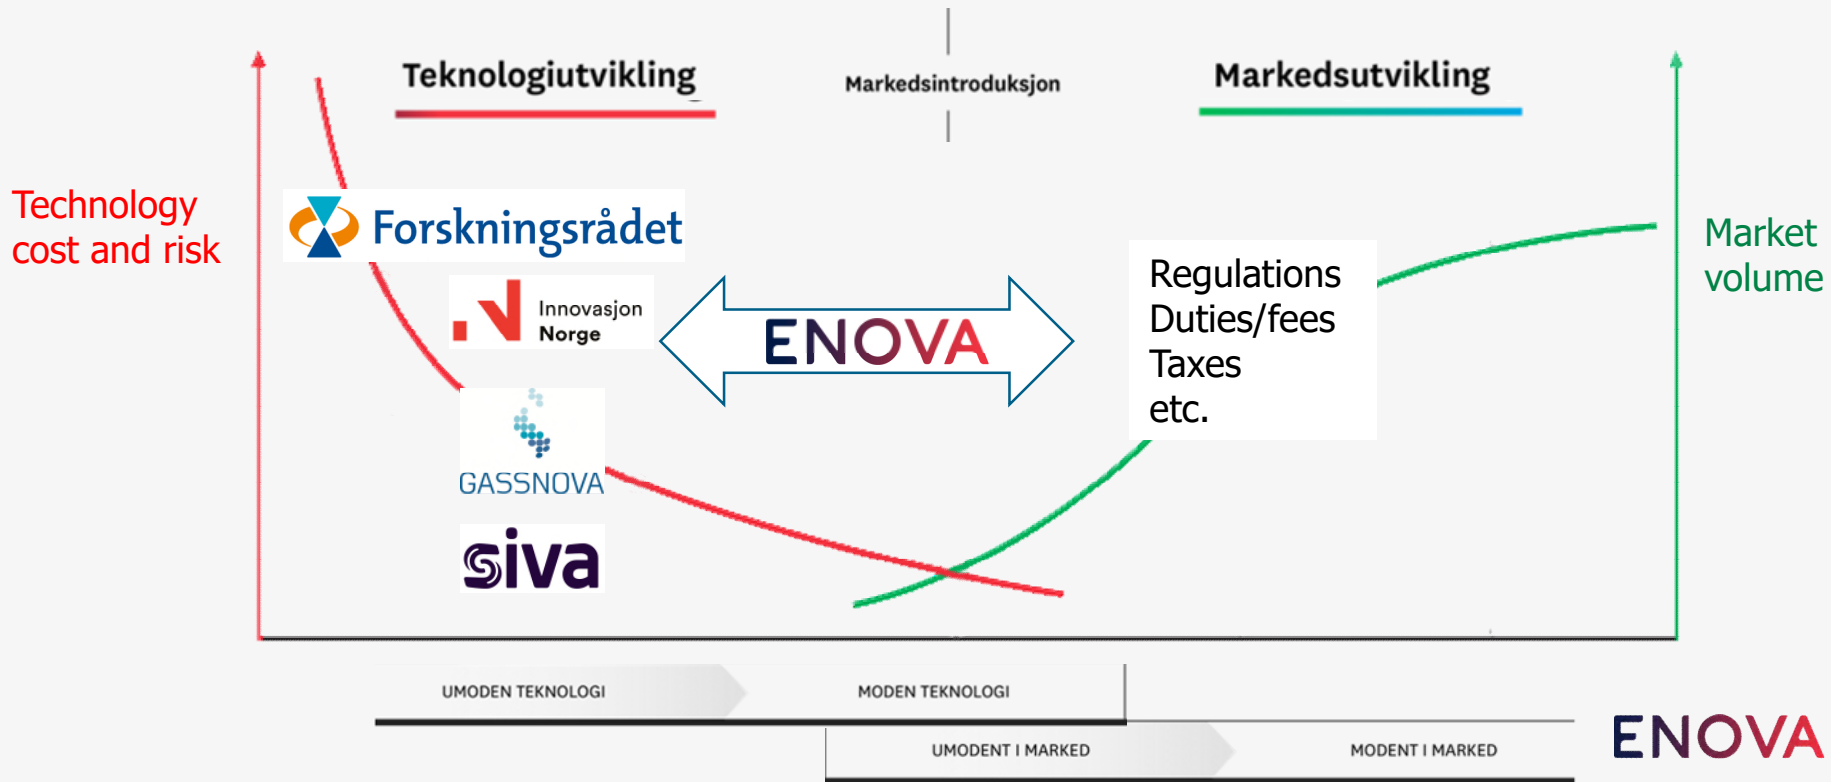 Teknologiutvikling
Markedsintroduksjon
Markedsutvikling
Technology
cost and risk
Forskningsrådet
Innovasjon
Norge
GASSNOVA
siva
ENOVA
Regulations
Duties/fees
Taxes
etc.
Market
volume
UMODEN TEKNOLOGI
MODEN TEKNOLOGI
UMODENT I MARKED
MODENT I MARKED
ENOVA